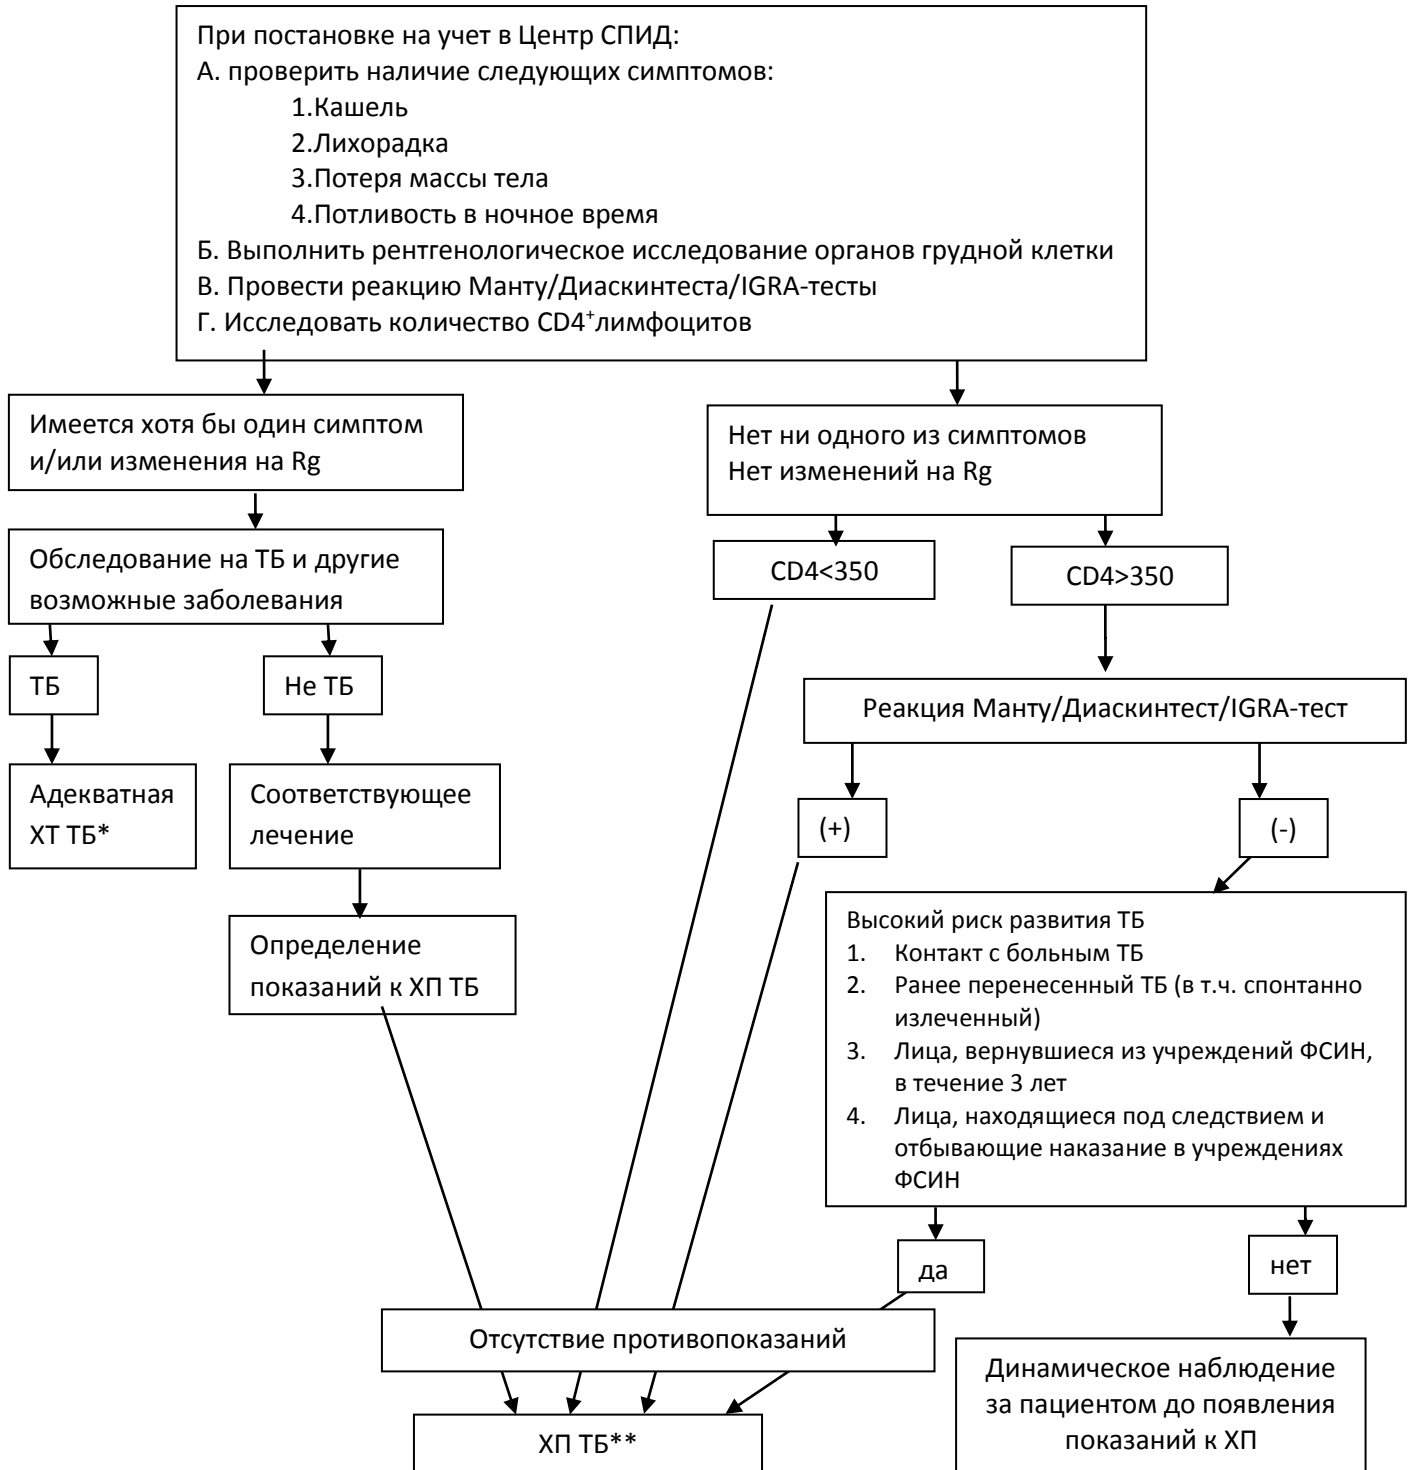 При постановке на учет в Центр СПИД:
А. проверить наличие следующих симптомов:
1.Кашель
2.Лихорадка
3.Потеря массы тела
4.Потливость в ночное время
Б. Выполнить рентгенологическое исследование органов грудной клетки
В. Провести реакцию Манту/Диаскинтеста/IGRA-тесты
Г. Исследовать количество CD4⁺лимфоцитов
Имеется хотя бы один симптом
и/или изменения на Rg
Нет ни одного из симптомов
Нет изменений на Rg
Обследование на ТБ и другие
возможные заболевания
CD4<350
CD4>350
ТБ
Не ТБ
Реакция Манту/Диаскинтест/IGRA-тест
Адекватная
ХТ ТБ*
Соответствующее
лечение
(+)
(-)
Определение
показаний к ХП ТБ
Высокий риск развития ТБ
1. Контакт с больным ТБ
2. Ранее перенесенный ТБ (в т.ч. спонтанно
излеченный)
3. Лица, вернувшиеся из учреждений ФСИН,
в течение 3 лет
4. Лица, находящиеся под следствием и
отбывающие наказание в учреждениях
ФСИН
да
нет
Отсутствие противопоказаний
Динамическое наблюдение
за пациентом до появления
показаний к ХП
ХП ТБ**